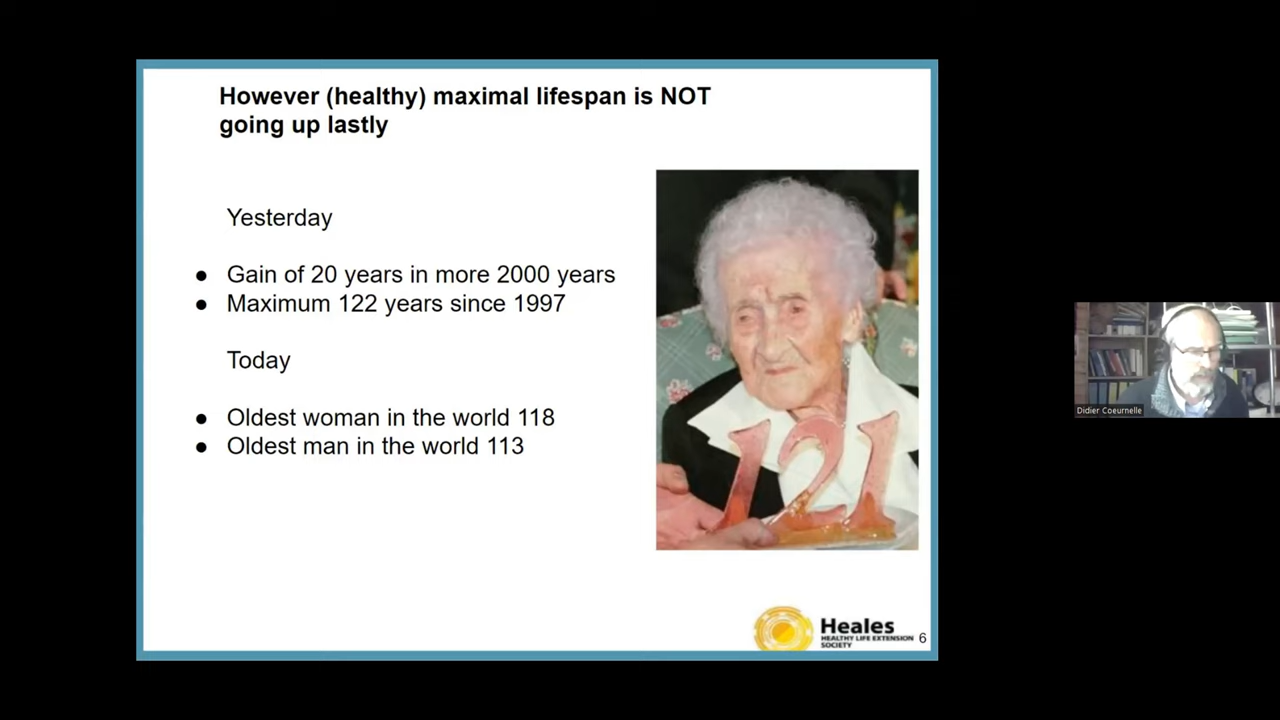 However (healthy) maximal lifespan is NOT
going up lastly
Yesterday
● Gain of 20 years in more 2000 years
● Maximum 122 years since 1997
Today
● Oldest woman in the world 118
● Oldest man in the world 113
121
Heales
HEALTHY LIFE EXTENSION
SOCIETY
6
Didier Coeurnelle